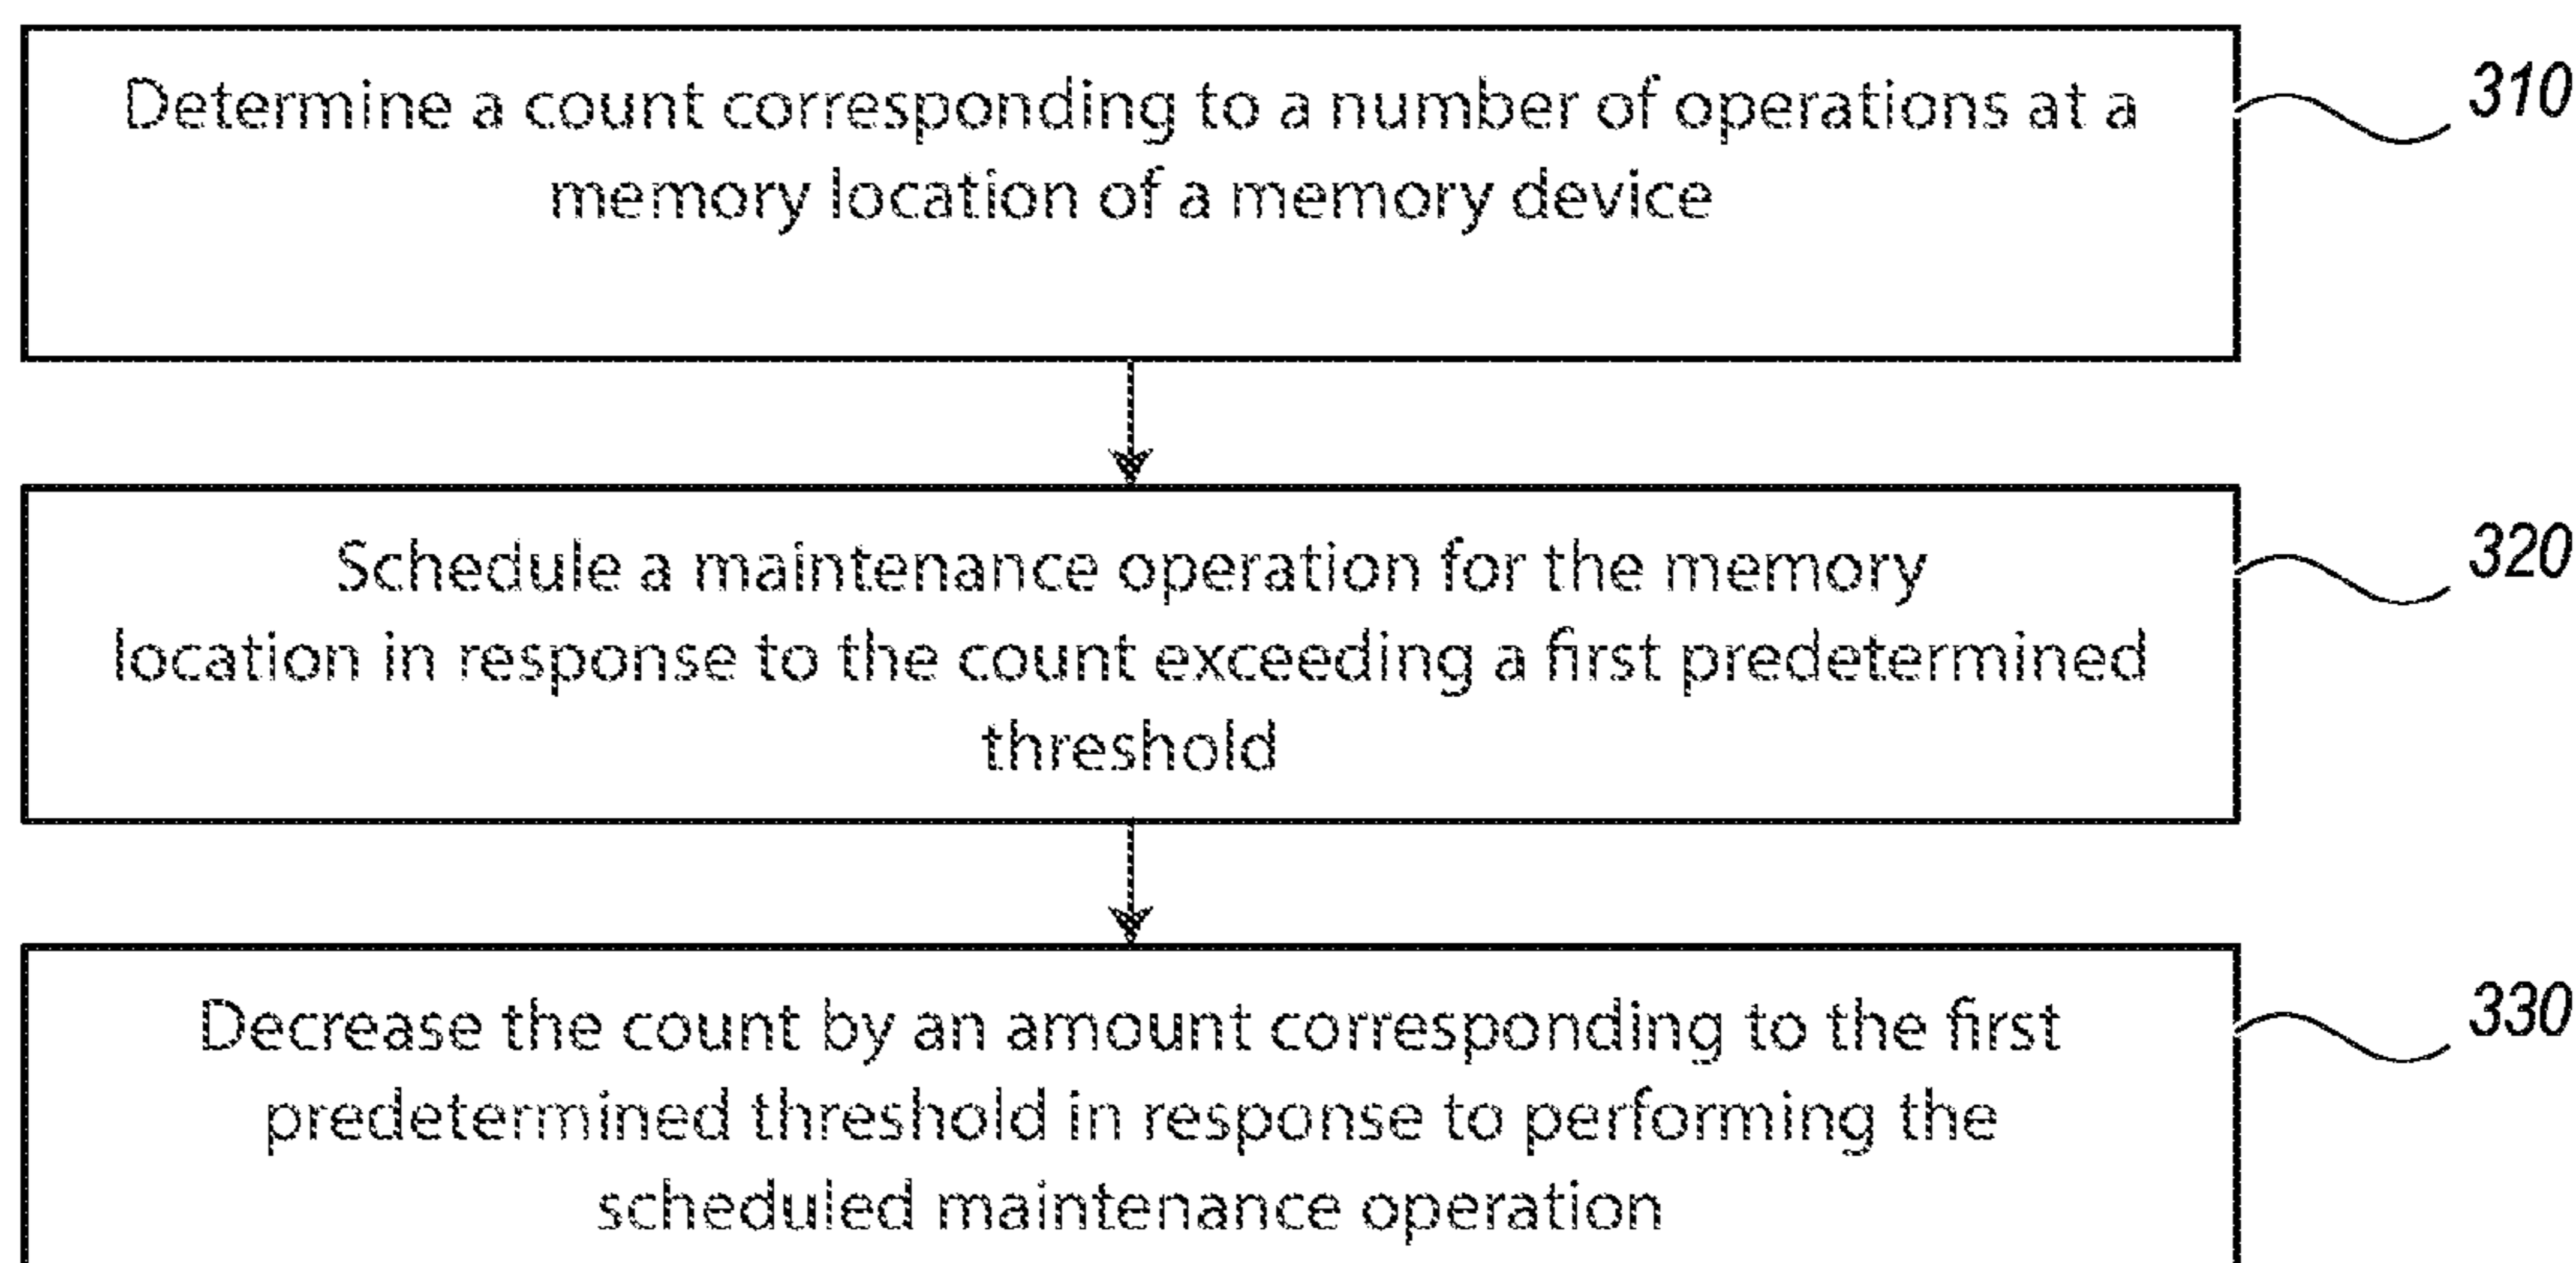 Determine a count corresponding to a number of operations at a
memory location of a memory device
310
Schedule a maintenance operation for the memory
location in response to the count exceeding a first predetermined
threshold
320
Decrease the count by an amount corresponding to the first
predetermined threshold in response to performing the
scheduled maintenance operation
330